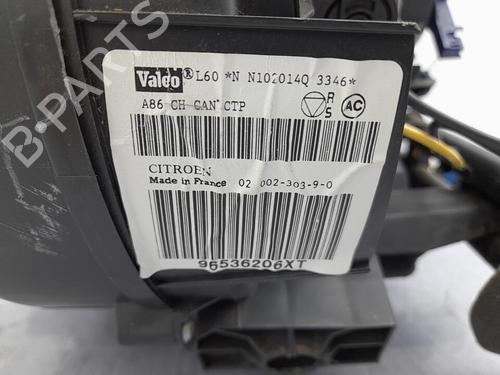 Valeo® L60 *N N102014Q 3346*
A86 CH CAN* CTP
R
S
AC
CITROEN
Made in France 02 002-303-9-0
96536206XT
B-PARTS